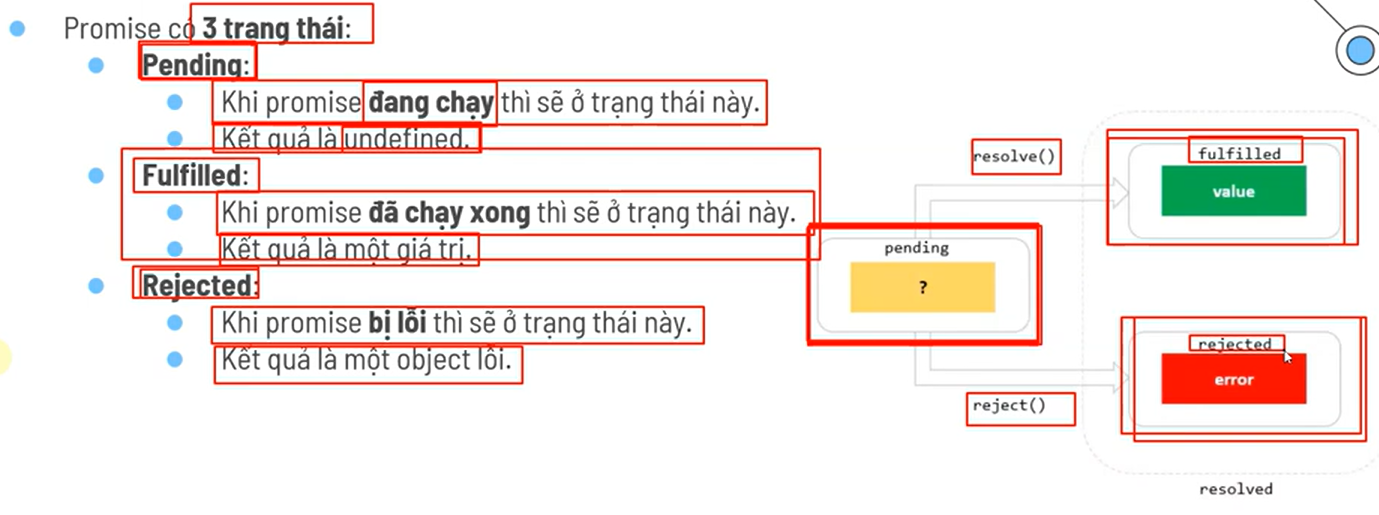 Promise có 3 trạng thái:
Pending:
Khi promise đang chạy thì sẽ ở trạng thái này.
Kết quả là undefined.
Fulfilled:
Khi promise đã chạy xong thì sẽ ở trạng thái này.
Kết quả là một giá trị.
Rejected:
Khi promise bị lỗi thì sẽ ở trạng thái này.
Kết quả là một object lỗi.
resolve()
fulfilled
value
pending
?
rejected
error
reject()
resolved